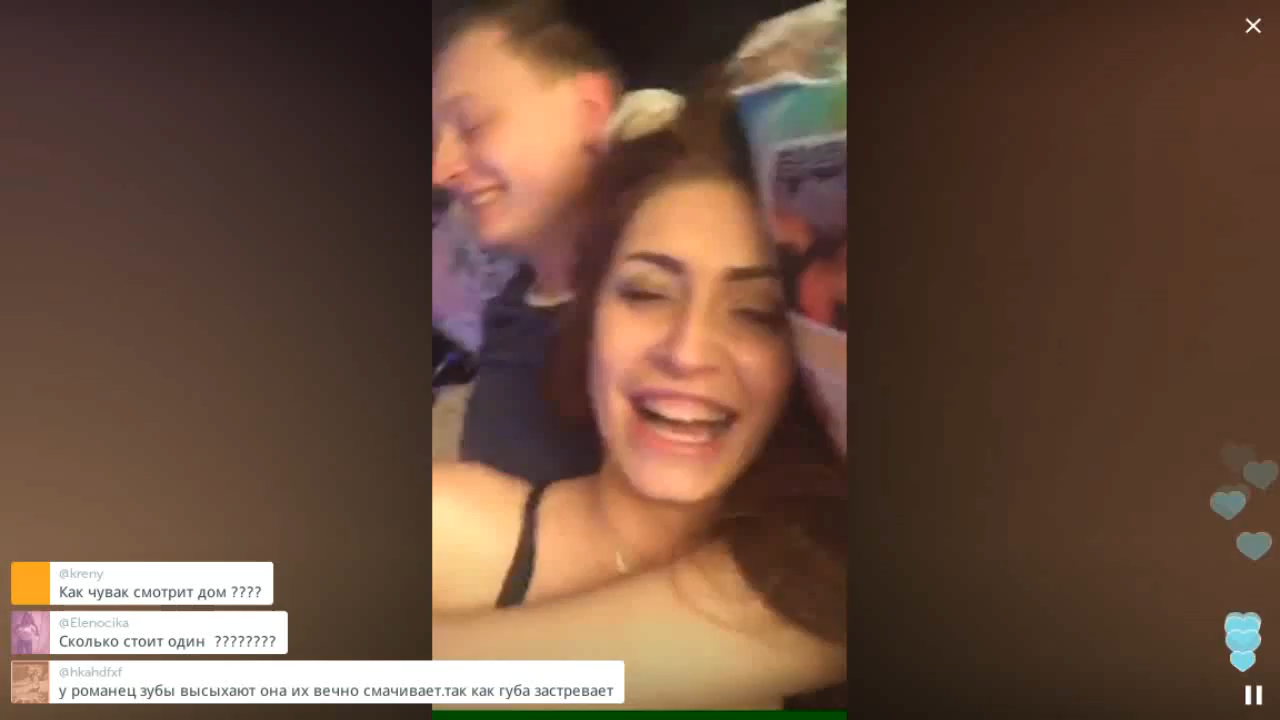 @kreny
Как чувак смотрит дом ????
@Elenocika
Сколько стоит один ????????
@hkahdfxf
у романец зубы высыхают она их вечно смачивает.так как губа застревает